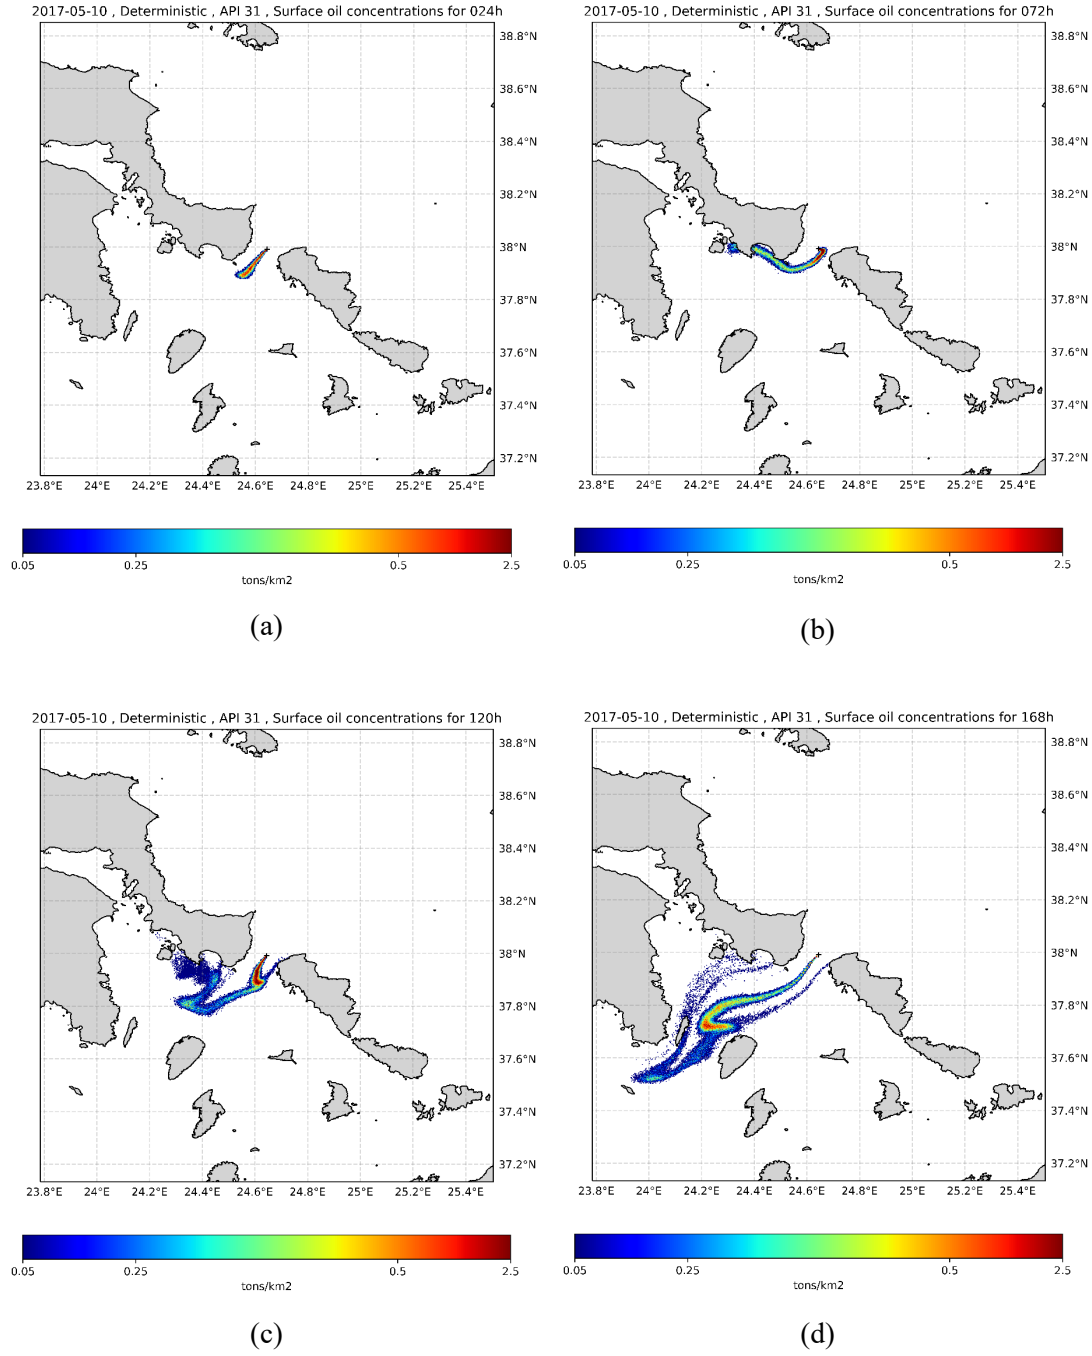 2017-05-10 , Deterministic , API 31 , Surface oil concentrations for 024h
38.8°N
38.6°N
38.4°N
38.2°N
38°N
37.8°N
37.6°N
37.4°N
37.2°N
23.8°E 24°E 24.2°E 24.4°E 24.6°E 24.8°E 25°E 25.2°E 25.4°E
0.05 0.25 0.5 2.5
tons/km2
(a)
2017-05-10 , Deterministic , API 31 , Surface oil concentrations for 072h
38.8°N
38.6°N
38.4°N
38.2°N
38°N
37.8°N
37.6°N
37.4°N
37.2°N
23.8°E 24°E 24.2°E 24.4°E 24.6°E 24.8°E 25°E 25.2°E 25.4°E
0.05 0.25 0.5 2.5
tons/km2
(b)
2017-05-10 , Deterministic , API 31 , Surface oil concentrations for 120h
38.8°N
38.6°N
38.4°N
38.2°N
38°N
37.8°N
37.6°N
37.4°N
37.2°N
23.8°E 24°E 24.2°E 24.4°E 24.6°E 24.8°E 25°E 25.2°E 25.4°E
0.05 0.25 0.5 2.5
tons/km2
(c)
2017-05-10 , Deterministic , API 31 , Surface oil concentrations for 168h
38.8°N
38.6°N
38.4°N
38.2°N
38°N
37.8°N
37.6°N
37.4°N
37.2°N
23.8°E 24°E 24.2°E 24.4°E 24.6°E 24.8°E 25°E 25.2°E 25.4°E
0.05 0.25 0.5 2.5
tons/km2
(d)